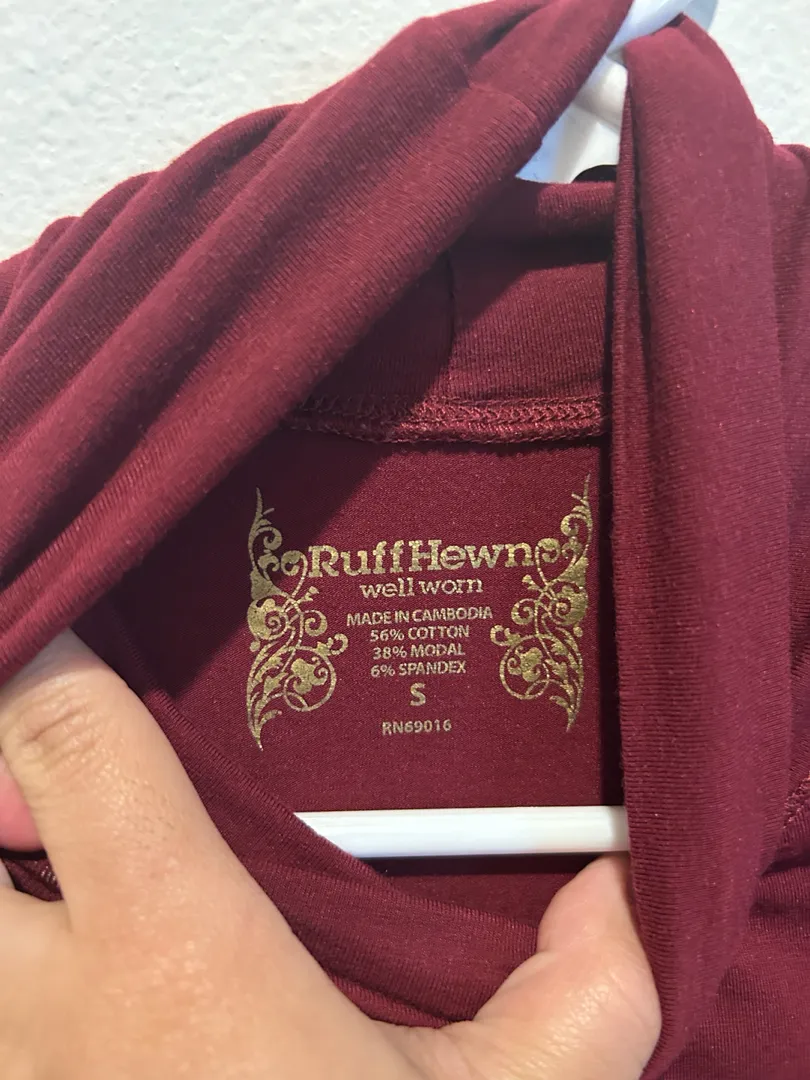 RuffHewn
well worn
MADE IN CAMBODIA
56% COTTON
38% MODAL
6% SPANDEX
S
RN69016